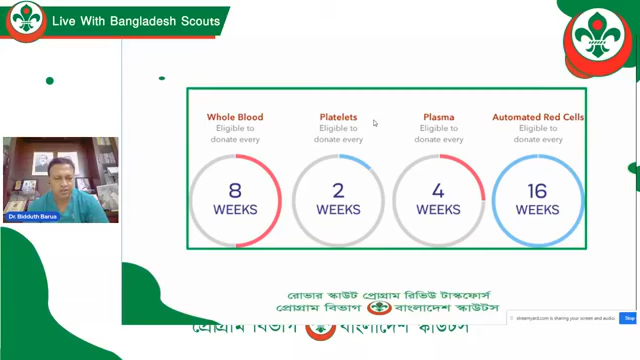 Live With Bangladesh Scouts
Whole Blood
Eligible to
donate every
8
WEEKS
Platelets
Eligible to
donate every
2
WEEKS
Plasma
Eligible to
donate every
4
WEEKS
Automated Red Cells
Eligible to
donate every
16
WEEKS
Dr. Bidduth Barus
রোভার স্কাউট প্রোগ্রাম রিভিউ টাস্কফোর্স
প্রোগ্রাম বিভাগ বাংলাদেশ স্কাউটস
streamyard.com is sharing your screen and audio.
Stop
প্রোগ্রাম বিভাগ বাংলাদেশ স্কাউটস